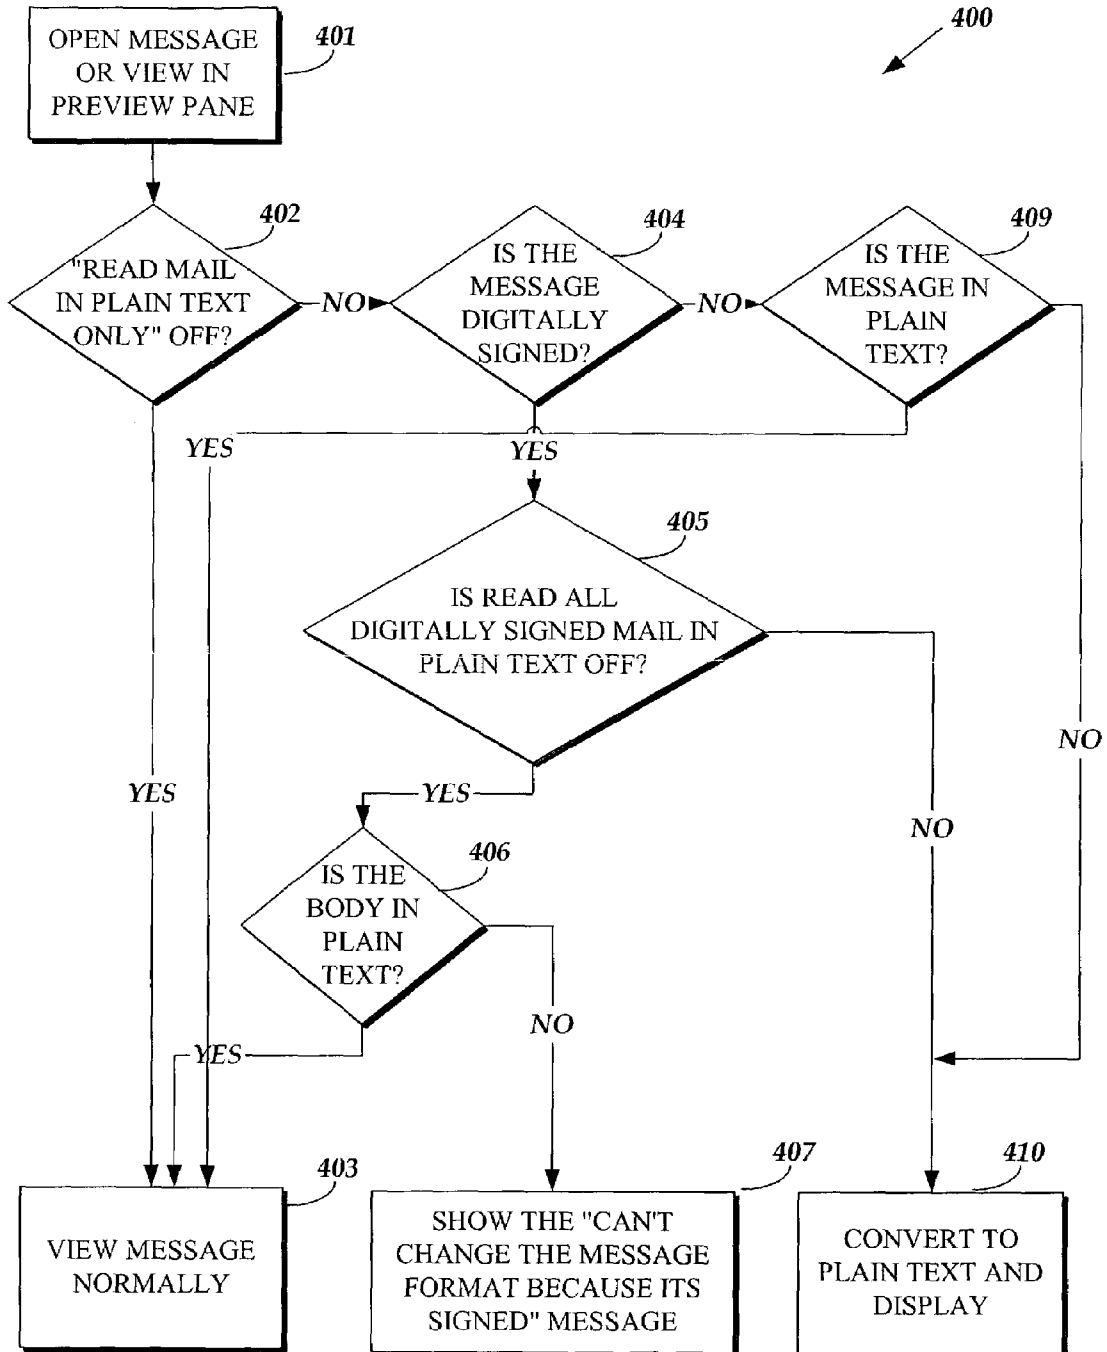 OPEN MESSAGE
OR VIEW IN
PREVIEW PANE
401
400
"READ MAIL
IN PLAIN TEXT
ONLY" OFF?
402
NO
IS THE
MESSAGE
DIGITALLY
SIGNED?
404
NO
IS THE
MESSAGE IN
PLAIN
TEXT?
409
YES
YES
IS READ ALL
DIGITALLY SIGNED MAIL IN
PLAIN TEXT OFF?
405
NO
YES
YES
NO
IS THE
BODY IN
PLAIN
TEXT?
406
NO
YES
VIEW MESSAGE
NORMALLY
403
SHOW THE "CAN'T
CHANGE THE MESSAGE
FORMAT BECAUSE ITS
SIGNED" MESSAGE
407
CONVERT TO
PLAIN TEXT AND
DISPLAY
410